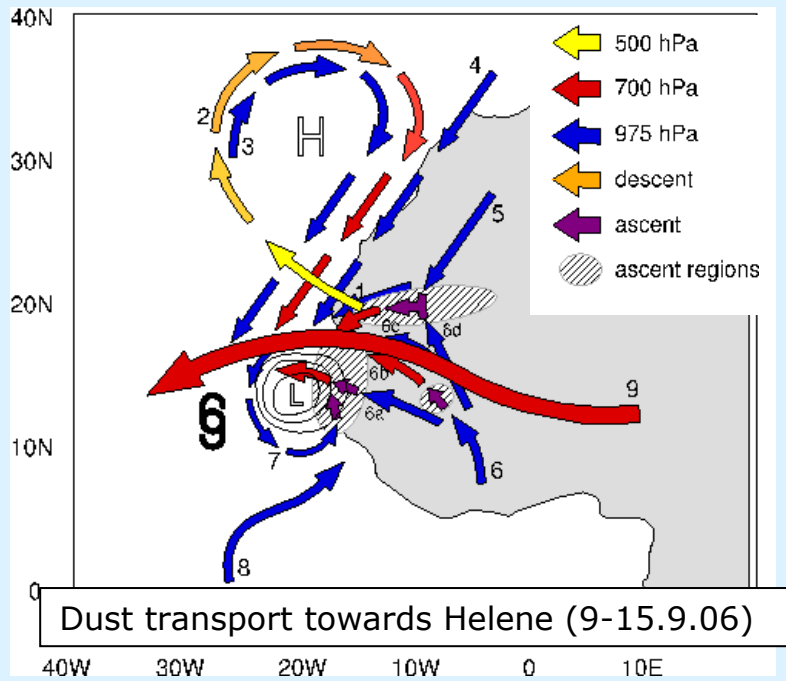 40N
30N
20N
10N
0
40W 30W 20W 10W 0 10E
500 hPa
700 hPa
975 hPa
descent
ascent
ascent regions
H
L
2
3
4
5
1
6c
6d
6b
6a
9
6
9
7
6
8
Dust transport towards Helene (9-15.9.06)